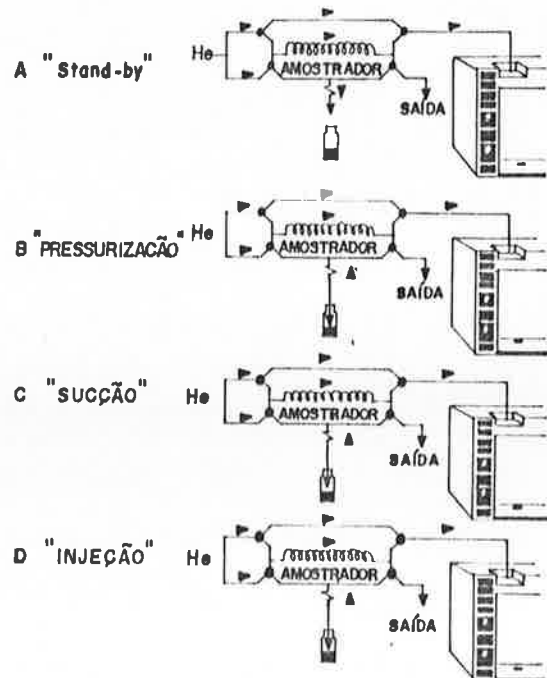 A "Stand-by"
He
AMOSTRADOR
SAÍDA
B "PRESSURIZAÇÃO"
He
AMOSTRADOR
SAÍDA
C "SUCÇÃO"
He
AMOSTRADOR
SAÍDA
D "INJEÇÃO"
He
AMOSTRADOR
SAÍDA